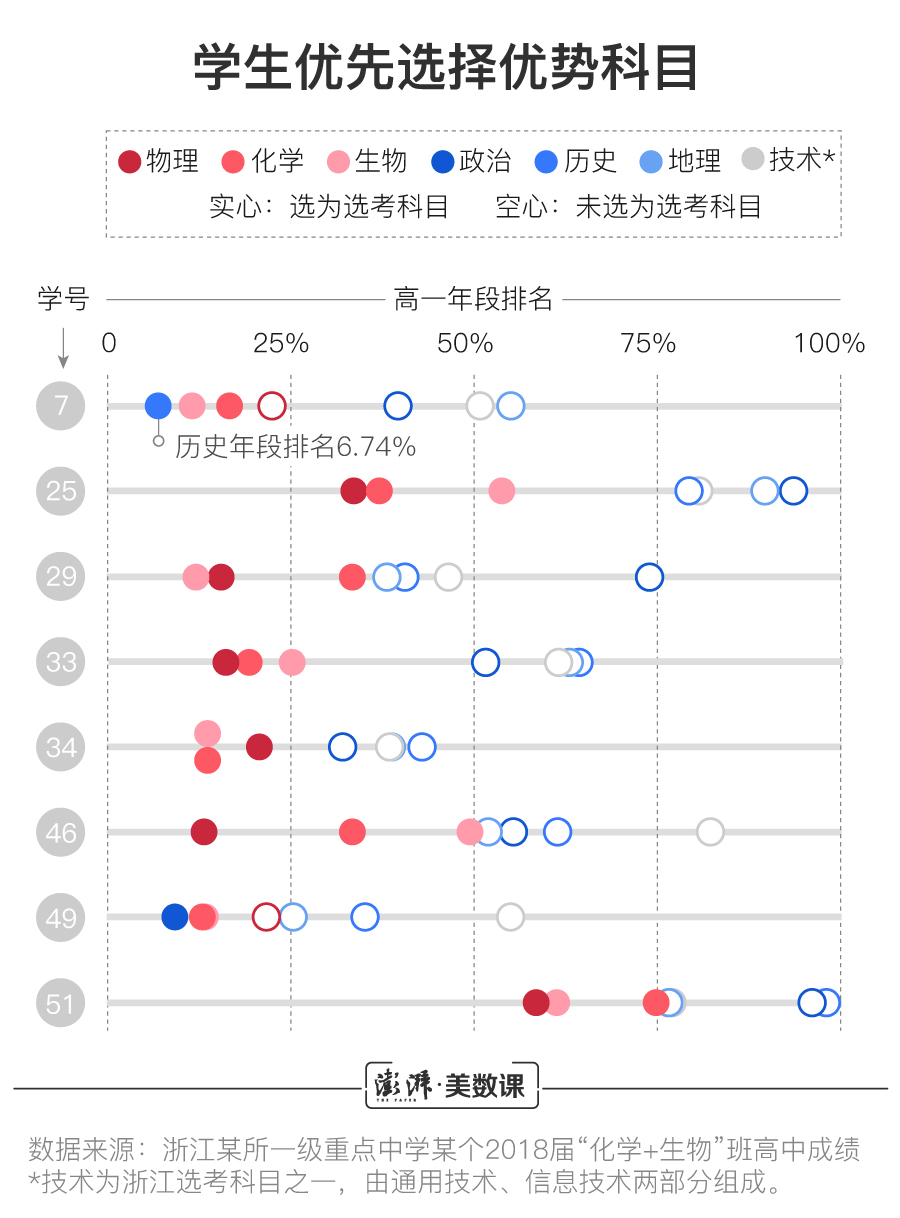 学生优先选择优势科目
物理 化学 生物 政治 历史 地理 技术*
实心：选为选考科目 空心：未选为选考科目
学号 高一年段排名
0 25% 50% 75% 100%
7
历史年段排名6.74%
25
29
33
34
46
49
51
澎湃·美数课
THE PAPER
数据来源：浙江某所一级重点中学某个2018届“化学+生物”班高中成绩
*技术为浙江选考科目之一，由通用技术、信息技术两部分组成。